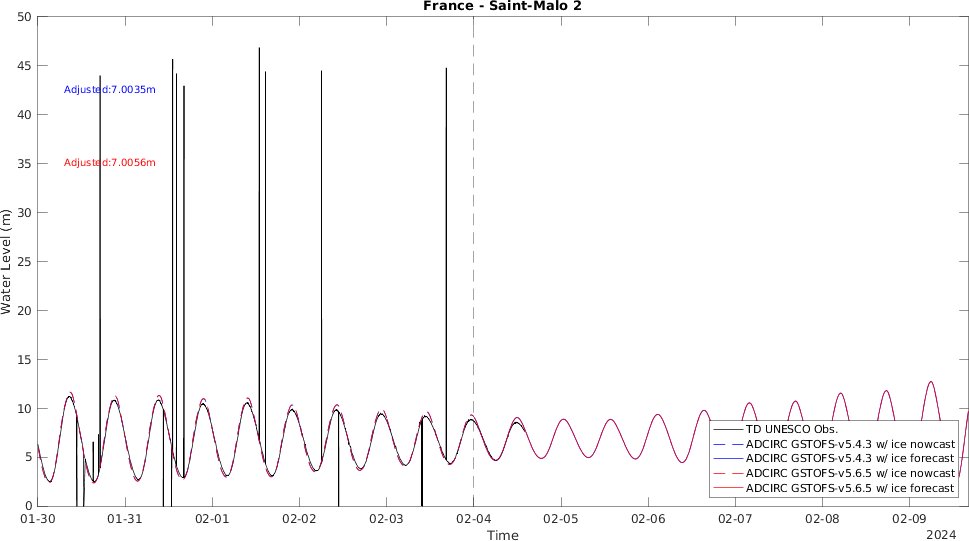 France - Saint-Malo 2
50
45
40
35
30
25
20
15
10
5
0
Water Level (m)
Adjusted:7.0035m
Adjusted:7.0056m
TD UNESCO Obs.
ADCIRC GSTOFS-v5.4.3 w/ ice nowcast
ADCIRC GSTOFS-v5.4.3 w/ ice forecast
ADCIRC GSTOFS-v5.6.5 w/ ice nowcast
ADCIRC GSTOFS-v5.6.5 w/ ice forecast
01-30 01-31 02-01 02-02 02-03 02-04 02-05 02-06 02-07 02-08 02-09
Time
2024